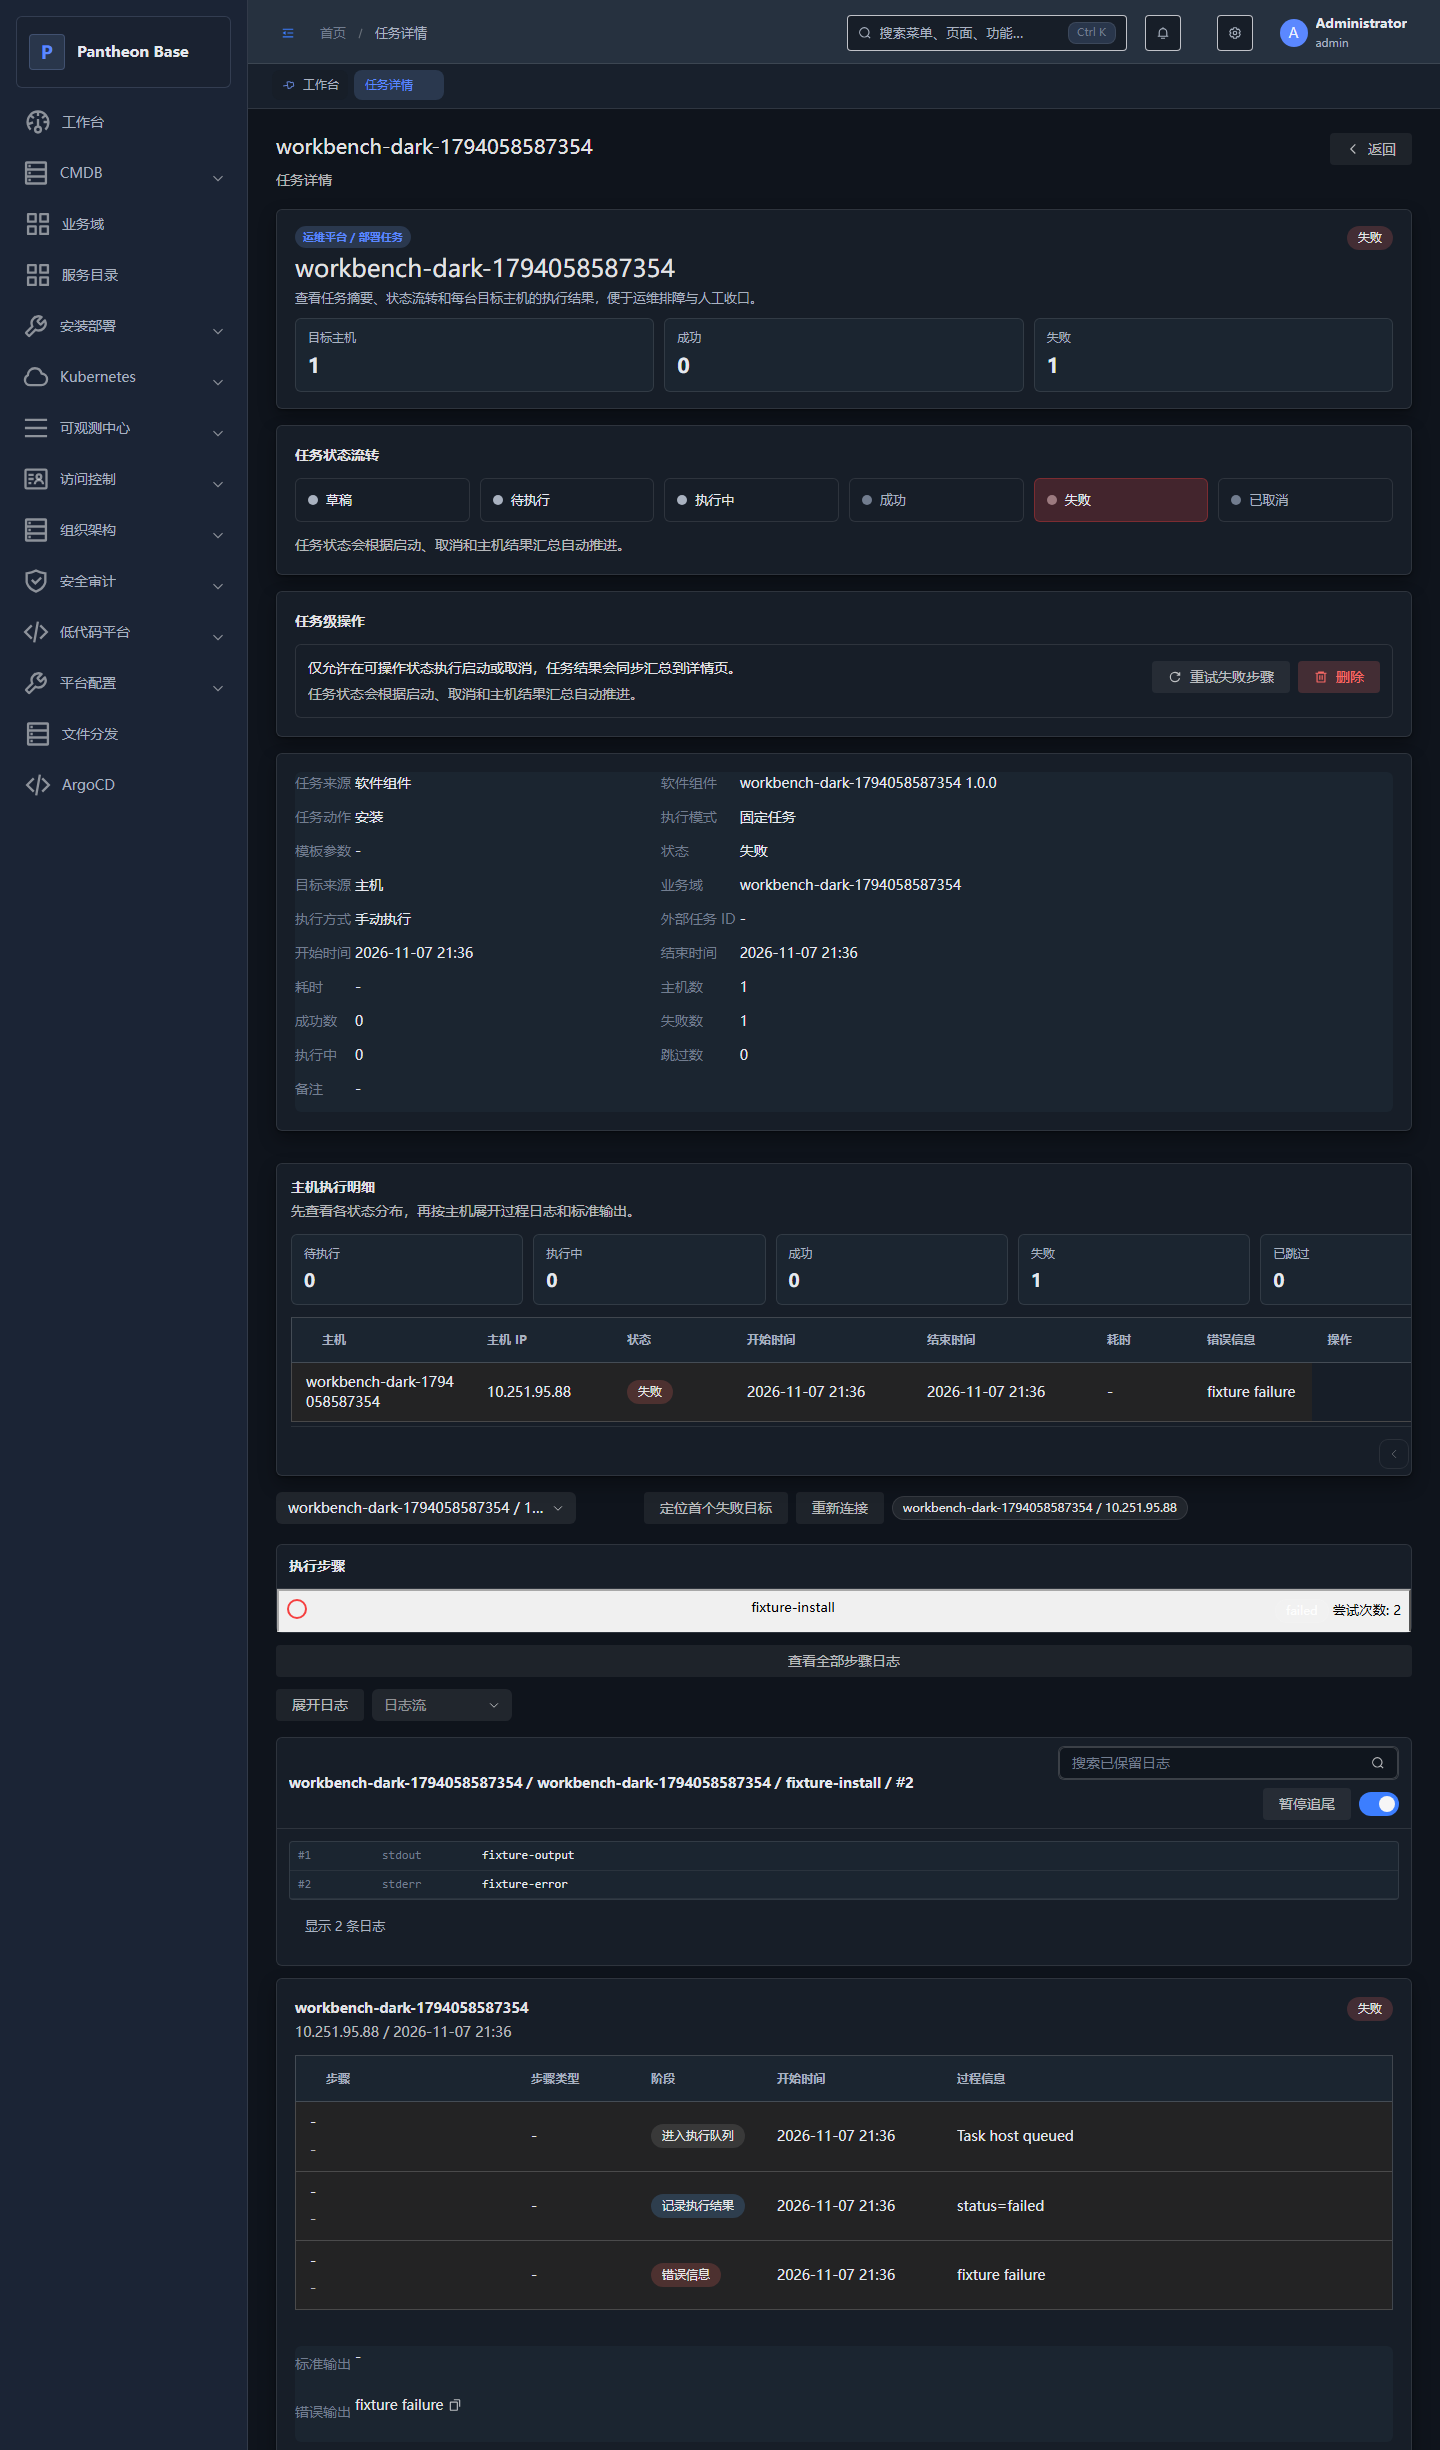 P
Pantheon Base
工作台
CMDB
业务域
服务目录
安装部署
Kubernetes
可观测中心
访问控制
组织架构
安全审计
低代码平台
平台配置
文件分发
ArgoCD
首页 / 任务详情
搜索菜单、页面、功能...
Ctrl K
A
Administrator
admin
工作台
任务详情
workbench-dark-1794058587354
返回
任务详情
运维平台 / 部署任务
失败
workbench-dark-1794058587354
查看任务摘要、状态流转和每台目标主机的执行结果，便于运维排障与人工收口。
目标主机
1
成功
0
失败
1
任务状态流转
草稿
待执行
执行中
成功
失败
已取消
任务状态会根据启动、取消和主机结果汇总自动推进。
任务级操作
仅允许在可操作状态执行启动或取消，任务结果会同步汇总到详情页。
任务状态会根据启动、取消和主机结果汇总自动推进。
重试失败步骤
删除
任务来源 软件组件 软件组件 workbench-dark-1794058587354 1.0.0
任务动作 安装 执行模式 固定任务
模板参数 - 状态 失败
目标来源 主机 业务域 workbench-dark-1794058587354
执行方式 手动执行 外部任务 ID -
开始时间 2026-11-07 21:36 结束时间 2026-11-07 21:36
耗时 - 主机数 1
成功数 0 失败数 1
执行中 0 跳过数 0
备注 -
主机执行明细
先查看各状态分布，再按主机展开过程日志和标准输出。
待执行
0
执行中
0
成功
0
失败
1
已跳过
0
主机 主机 IP 状态 开始时间 结束时间 耗时 错误信息 操作
workbench-dark-1794
058587354
10.251.95.88 失败 2026-11-07 21:36 2026-11-07 21:36 - fixture failure
workbench-dark-1794058587354 / 1...
定位首个失败目标
重新连接
workbench-dark-1794058587354 / 10.251.95.88
执行步骤
fixture-install
failed
尝试次数: 2
查看全部步骤日志
展开日志
日志流
搜索已保留日志
workbench-dark-1794058587354 / workbench-dark-1794058587354 / fixture-install / #2
暂停追尾
#1 stdout fixture-output
#2 stderr fixture-error
显示 2 条日志
workbench-dark-1794058587354
失败
10.251.95.88 / 2026-11-07 21:36
步骤 步骤类型 阶段 开始时间 过程信息
-
- 进入执行队列 2026-11-07 21:36 Task host queued
-
-
- 记录执行结果 2026-11-07 21:36 status=failed
-
-
- 错误信息 2026-11-07 21:36 fixture failure
-
标准输出 -
错误输出 fixture failure